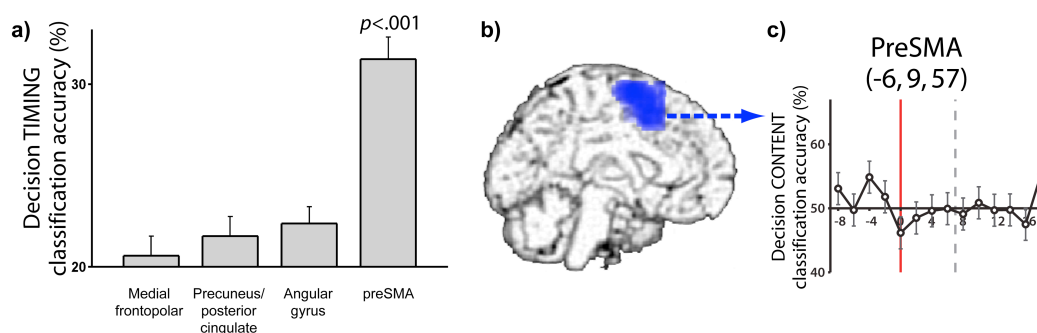 a)
Decision TIMING
classification accuracy (%)
p<.001
30
20
Medial
frontopolar
Precuneus/
posterior
cingulate
Angular
gyrus
preSMA
b)
c)
PreSMA
(-6, 9, 57)
Decision CONTENT
classification accuracy (%)
60
50
40
-8 -4 0 4 8 12 16